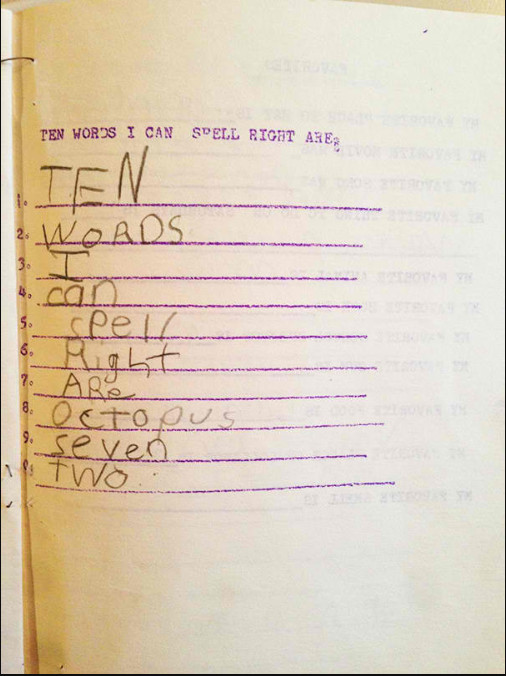 TEN WORDS I CAN SPELL RIGHT ARE:
1. TEN
2. WORDS
3. I
4. can
5. spell
6. Right
7. ARe
8. OcTopus
9. seven
two